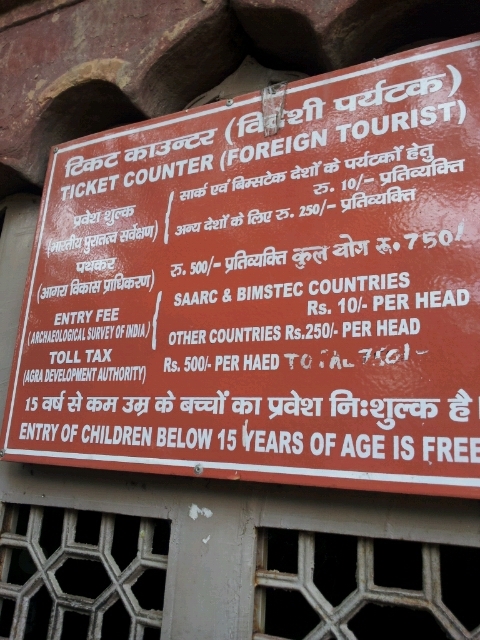 टिकट काउन्टर (विदेशी पर्यटक)
TICKET COUNTER (FOREIGN TOURIST)
प्रवेश शुल्क
(भारतीय पुरातत्व सर्वेक्षण)
सार्क एवं बिम्सटेक देशों के पर्यटकों हेतु
रु. 10/- प्रतिव्यक्ति
अन्य देशों के लिए रु. 250/- प्रतिव्यक्ति
पथकर
(आगरा विकास प्राधिकरण)
रु. 500/- प्रतिव्यक्ति कुल योग रु. 750/
ENTRY FEE
(ARCHAEOLOGICAL SURVEY OF INDIA)
SAARC & BIMSTEC COUNTRIES
Rs. 10/- PER HEAD
OTHER COUNTRIES Rs.250/- PER HEAD
TOLL TAX
(AGRA DEVELOPMENT AUTHORITY)
Rs. 500/- PER HAED TOTAL 750/-
15 वर्ष से कम उम्र के बच्चों का प्रवेश निःशुल्क है
ENTRY OF CHILDREN BELOW 15 YEARS OF AGE IS FREE